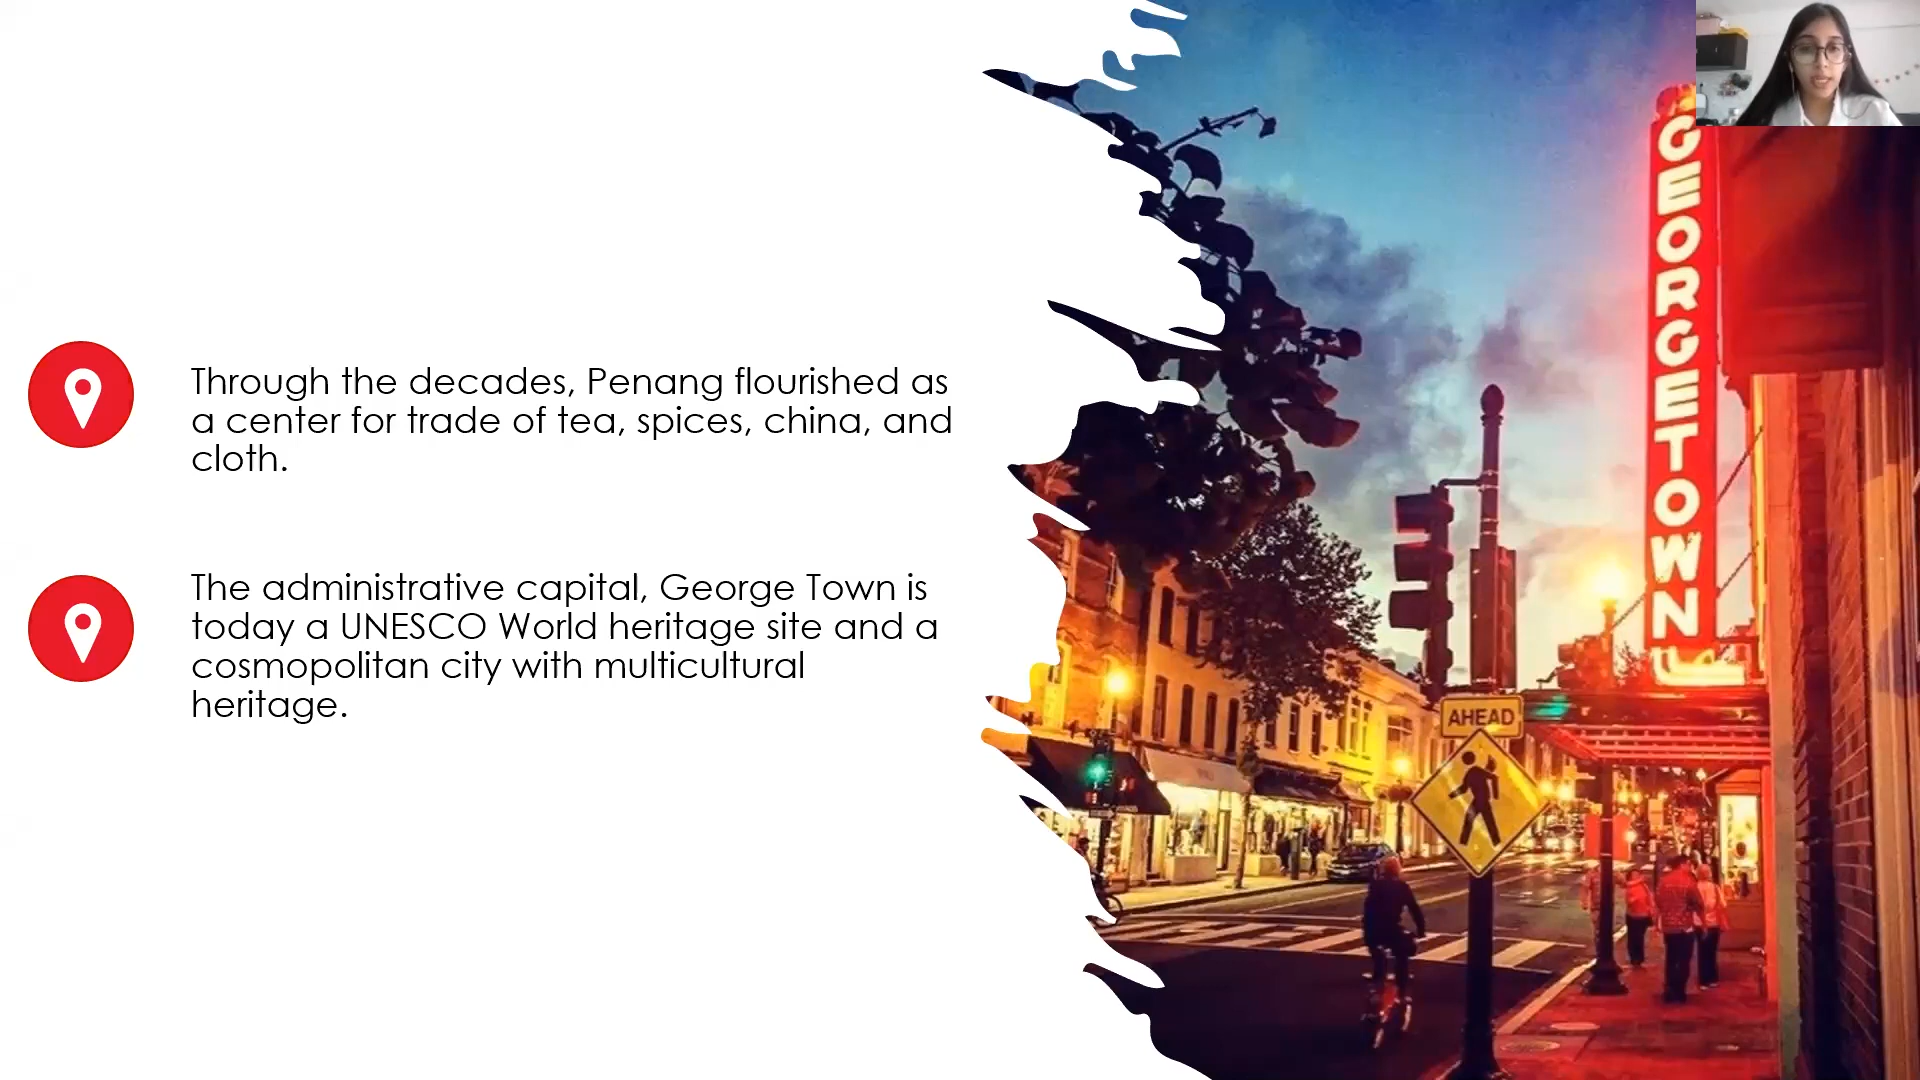 Through the decades, Penang flourished as
a center for trade of tea, spices, china, and
cloth.
The administrative capital, George Town is
today a UNESCO World heritage site and a
cosmopolitan city with multicultural
heritage.
GEORGETOWN
AHEAD